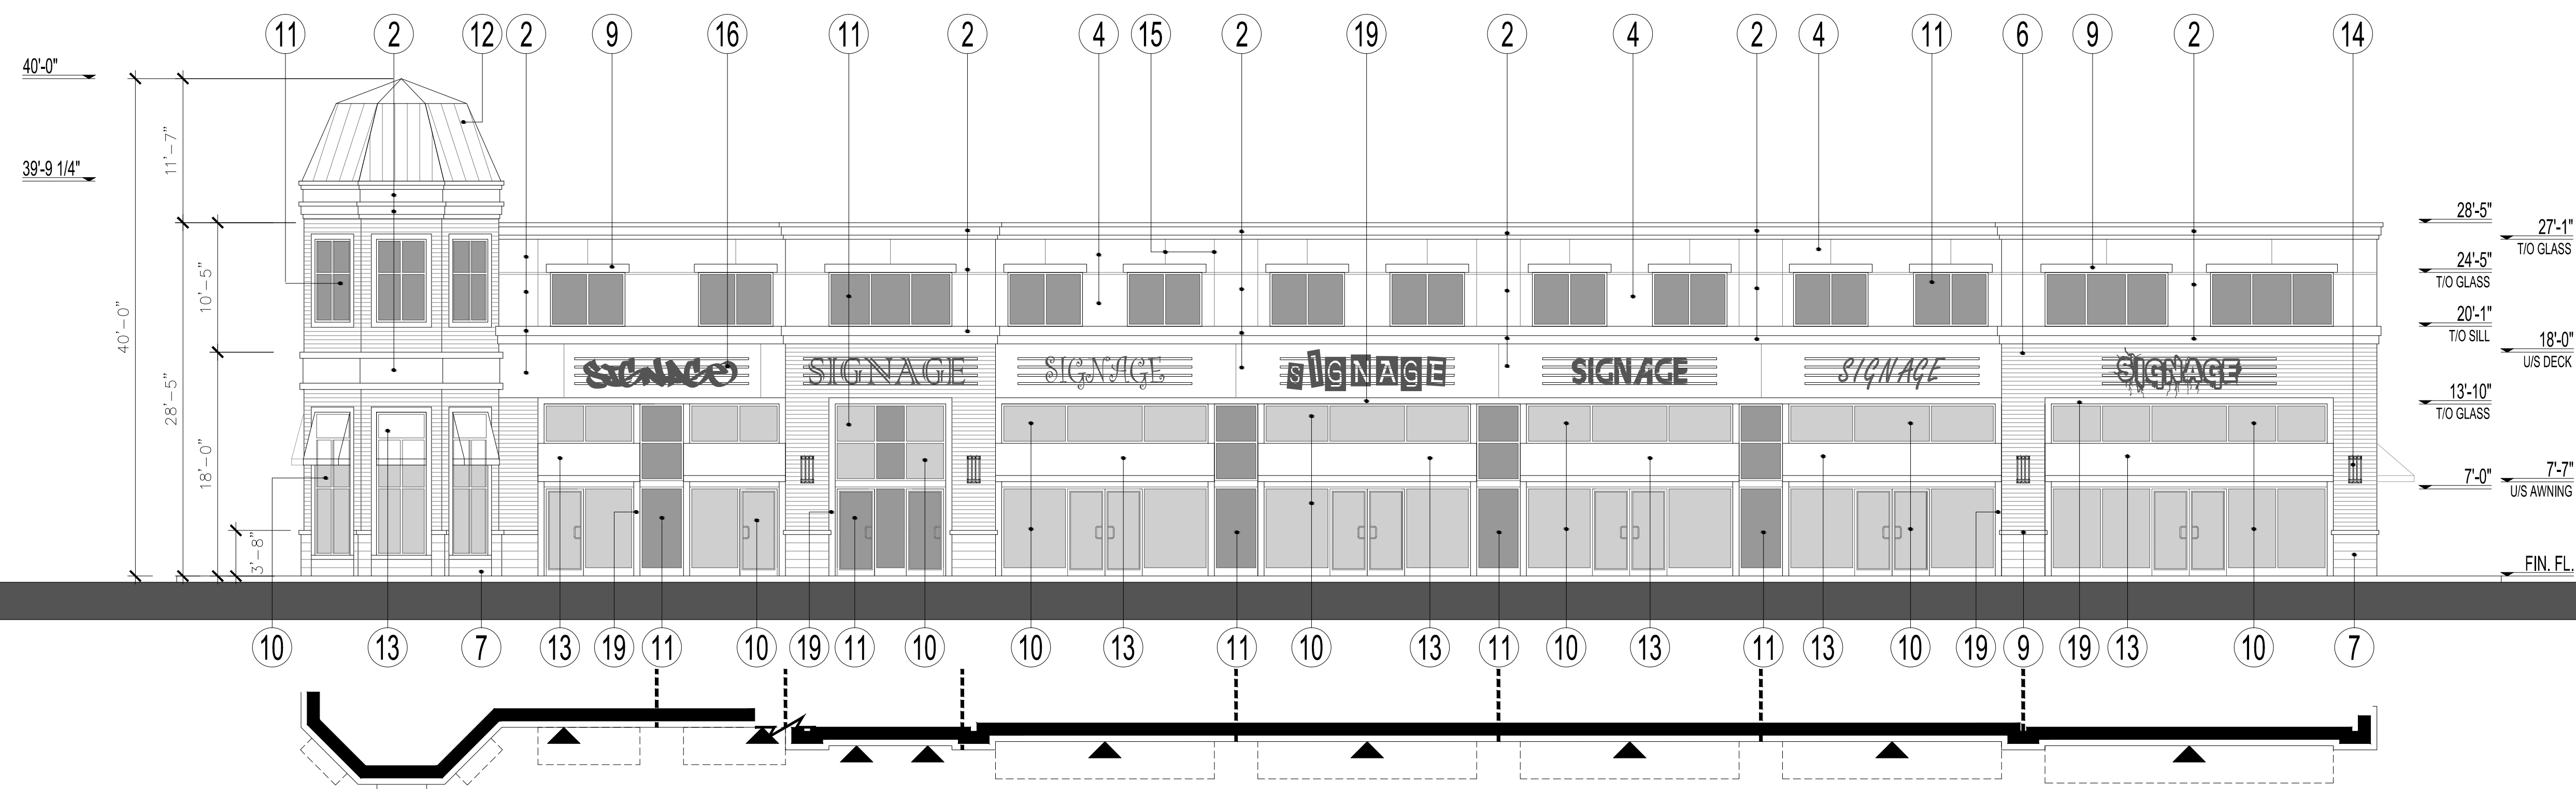 11 2 12 2 9 16 11 2 4 15 2 19 2 4 2 4 11 6 9 2 14
40'-0"
39'-9 1/4"
11'-7"
10'-5"
40'-0"
28'-5"
18'-0"
3'-8"
28'-5"
27'-1"
T/O GLASS
24'-5"
T/O GLASS
20'-1"
T/O SILL
18'-0"
U/S DECK
13'-10"
T/O GLASS
7'-7"
7'-0"
U/S AWNING
FIN. FL.
SIGNAGE SIGNAGE SIGNAGE SIGNAGE SIGNAGE SIGNAGE SIGNAGE
10 13 7 13 19 11 10 19 11 10 10 13 11 10 13 11 10 13 11 13 10 19 9 19 13 10 7